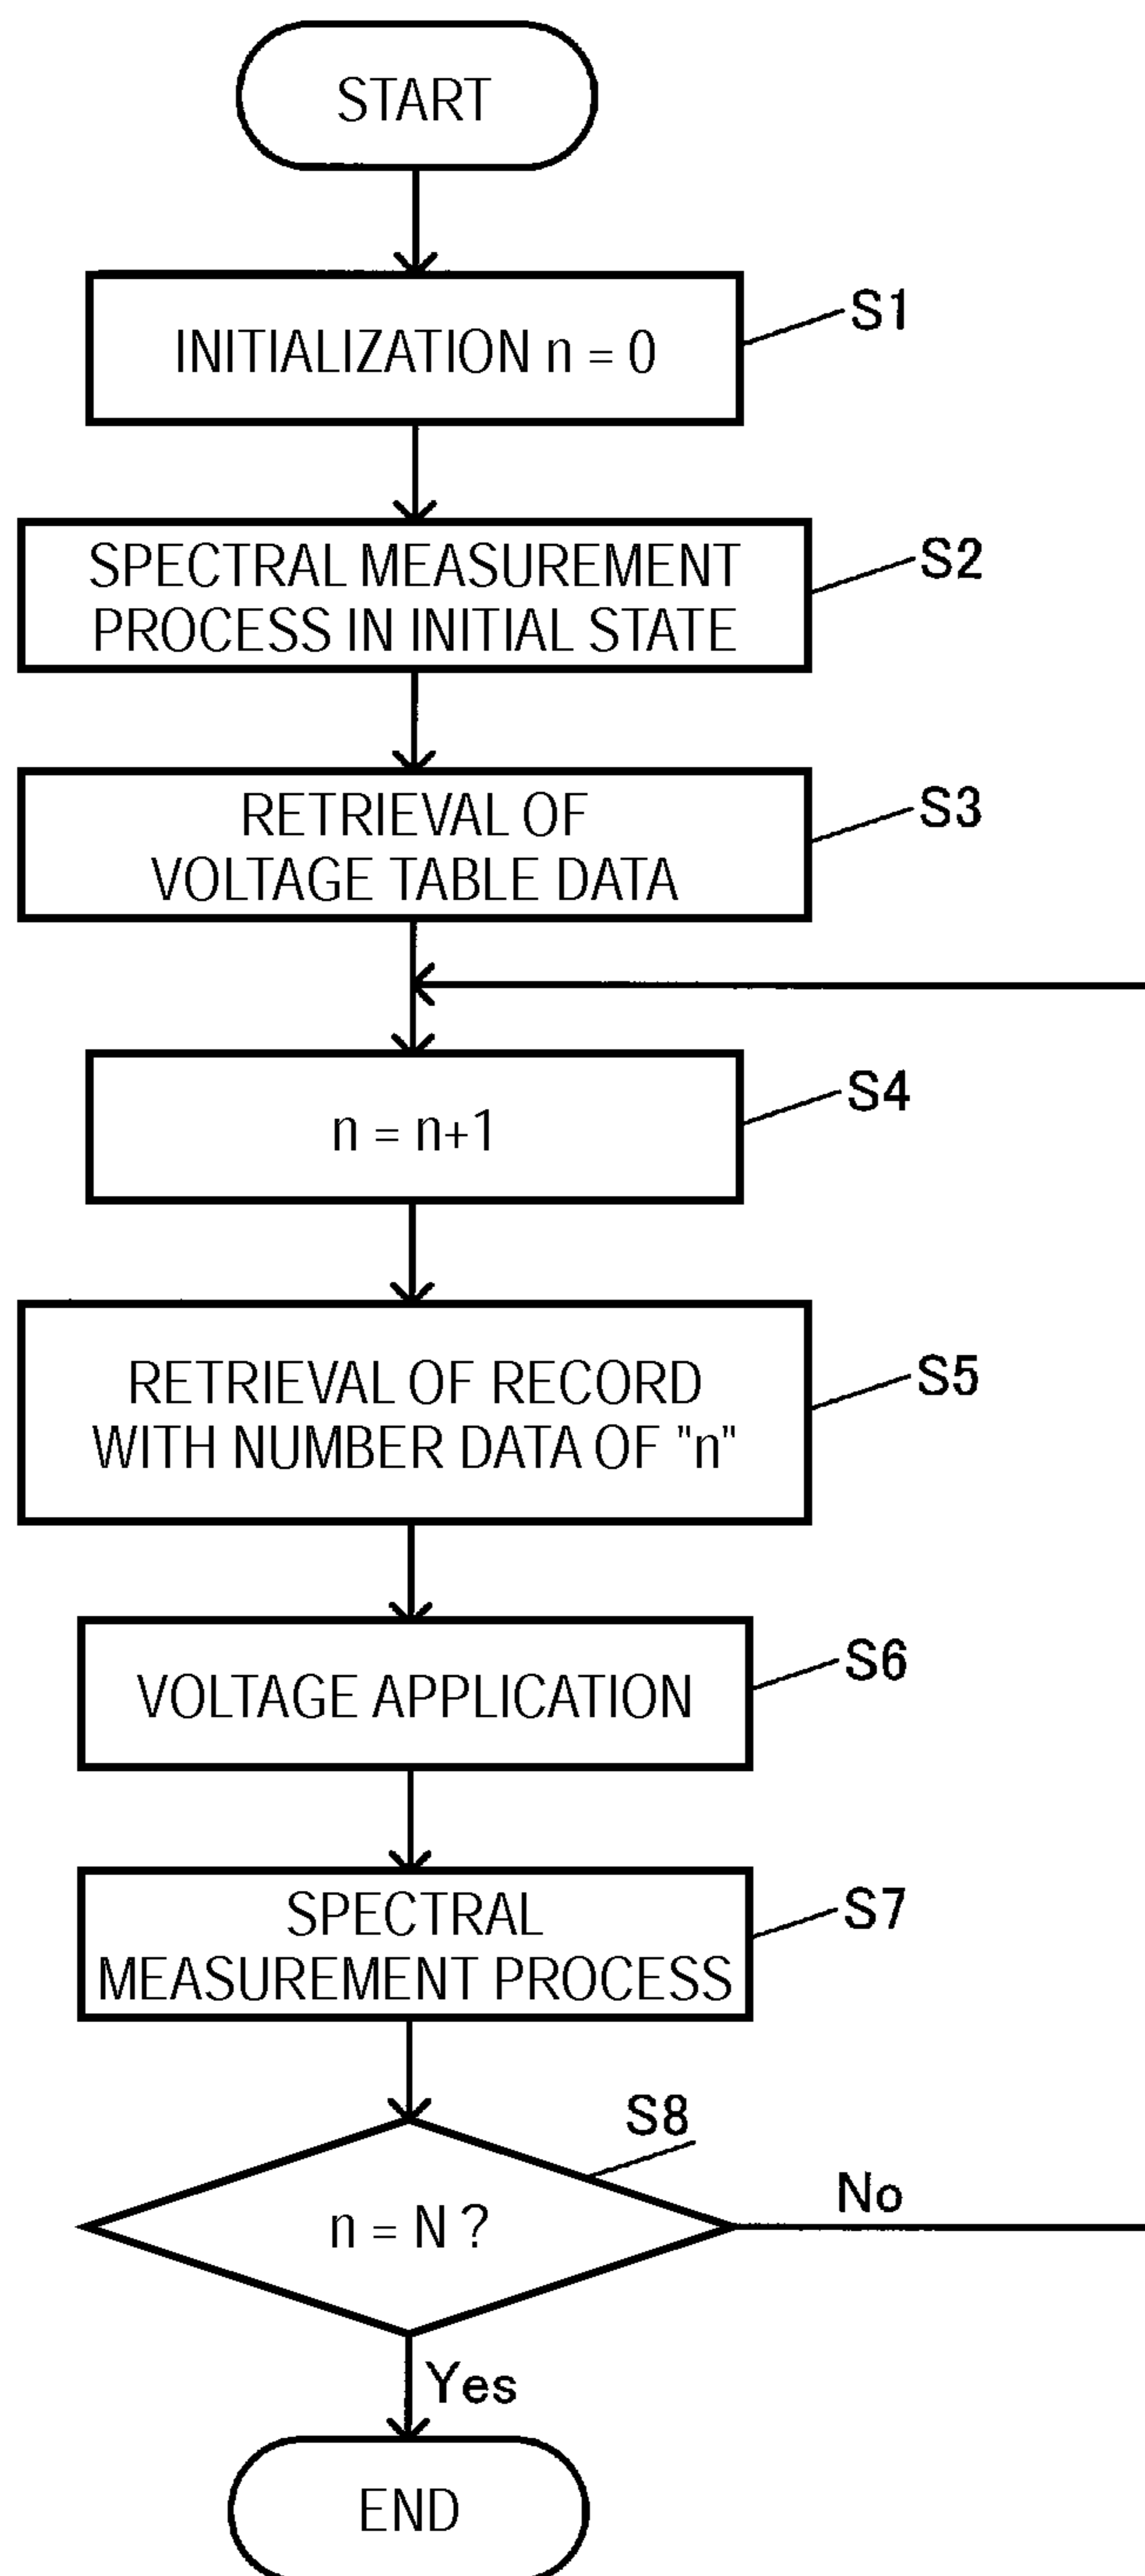 START
INITIALIZATION n = 0
S1
SPECTRAL MEASUREMENT
PROCESS IN INITIAL STATE
S2
RETRIEVAL OF
VOLTAGE TABLE DATA
S3
n = n+1
S4
RETRIEVAL OF RECORD
WITH NUMBER DATA OF "n"
S5
VOLTAGE APPLICATION
S6
SPECTRAL
MEASUREMENT PROCESS
S7
S8
n = N ?
No
Yes
END